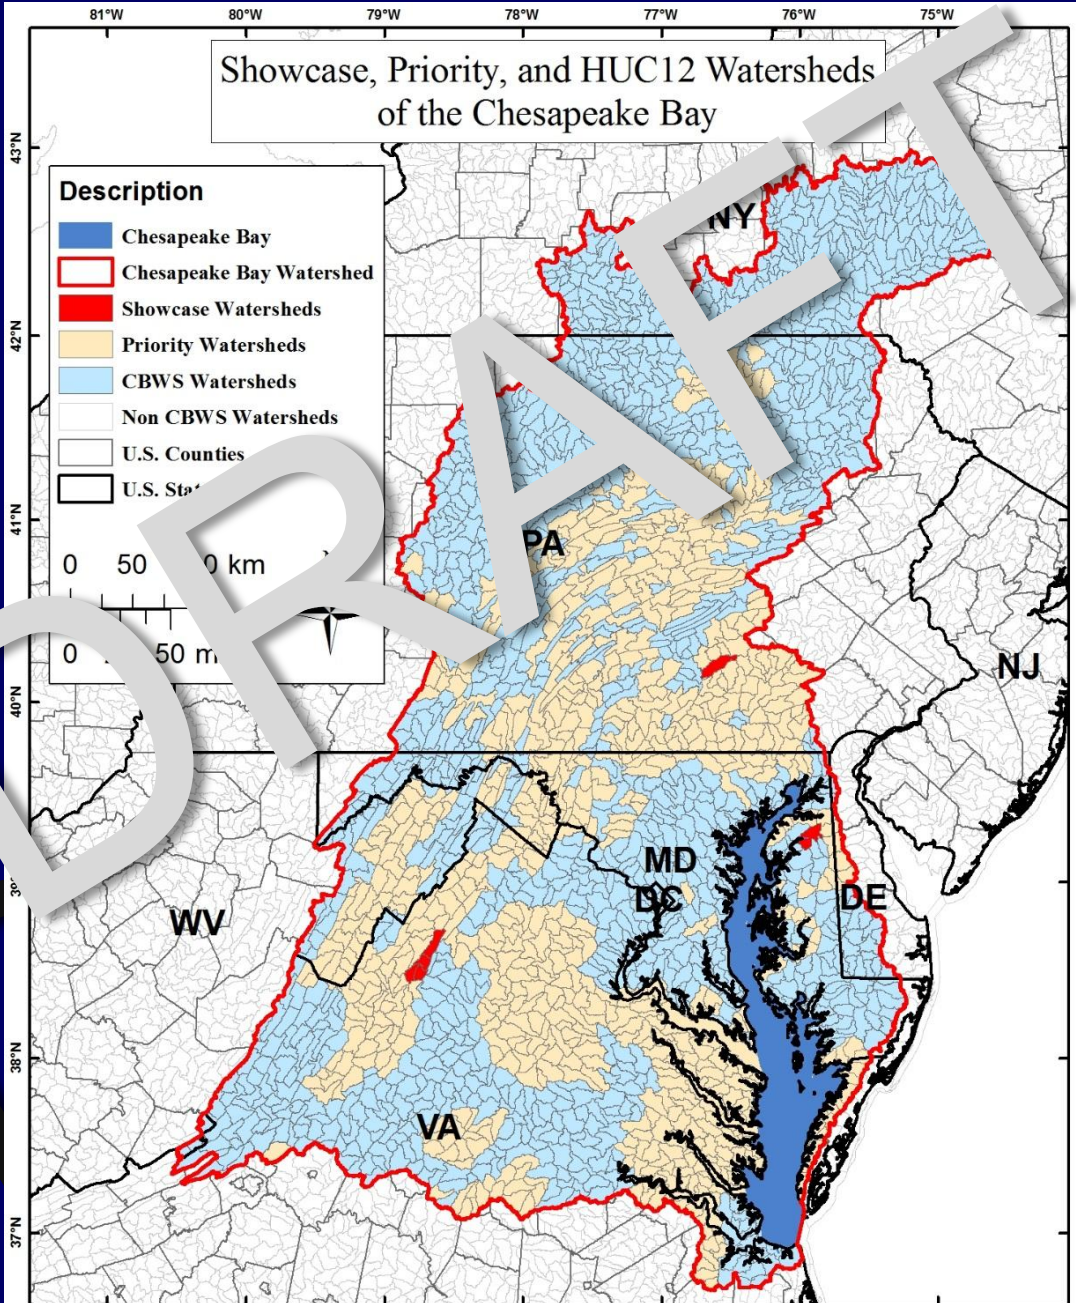 81°W 80°W 79°W 78°W 77°W 76°W 75°W
Showcase, Priority, and HUC12 Watersheds
of the Chesapeake Bay
43°N
42°N
41°N
40°N
38°N
37°N
Description
Chesapeake Bay
Chesapeake Bay Watershed
Showcase Watersheds
Priority Watersheds
CBWS Watersheds
Non CBWS Watersheds
U.S. Counties
U.S.
0 50 km
0 50
NY
PA
NJ
MD
DC
DE
WV
VA
DRAFT